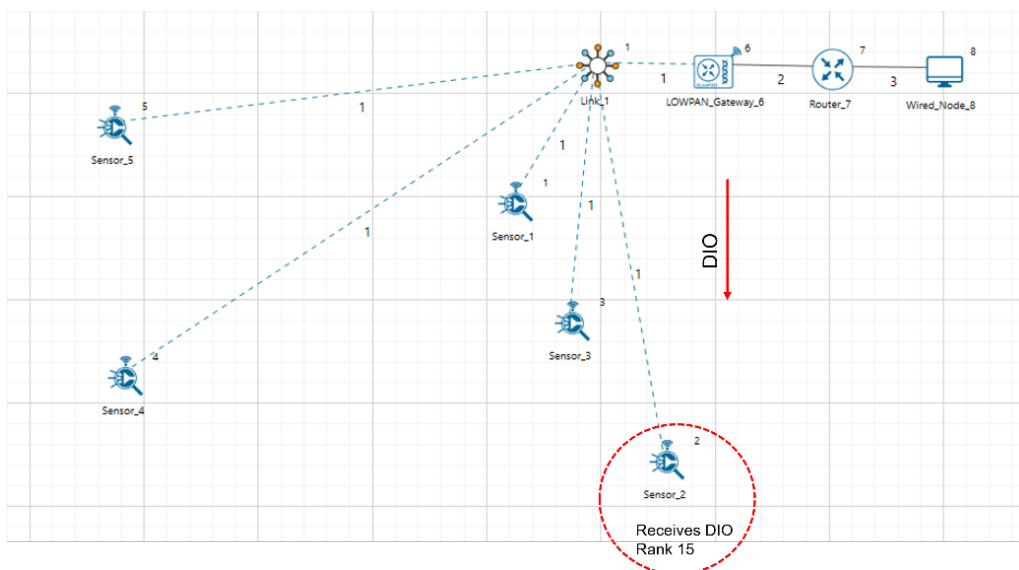 1
6
7
8
1
2
3
Link_1
LOWPAN_Gateway_6
Router_7
Wired_Node_8
5
1
Sensor_5
1
1
Sensor_1
1
1
DIO
1
3
Sensor_3
4
Sensor_4
2
Sensor_2
Receives DIO
Rank 15